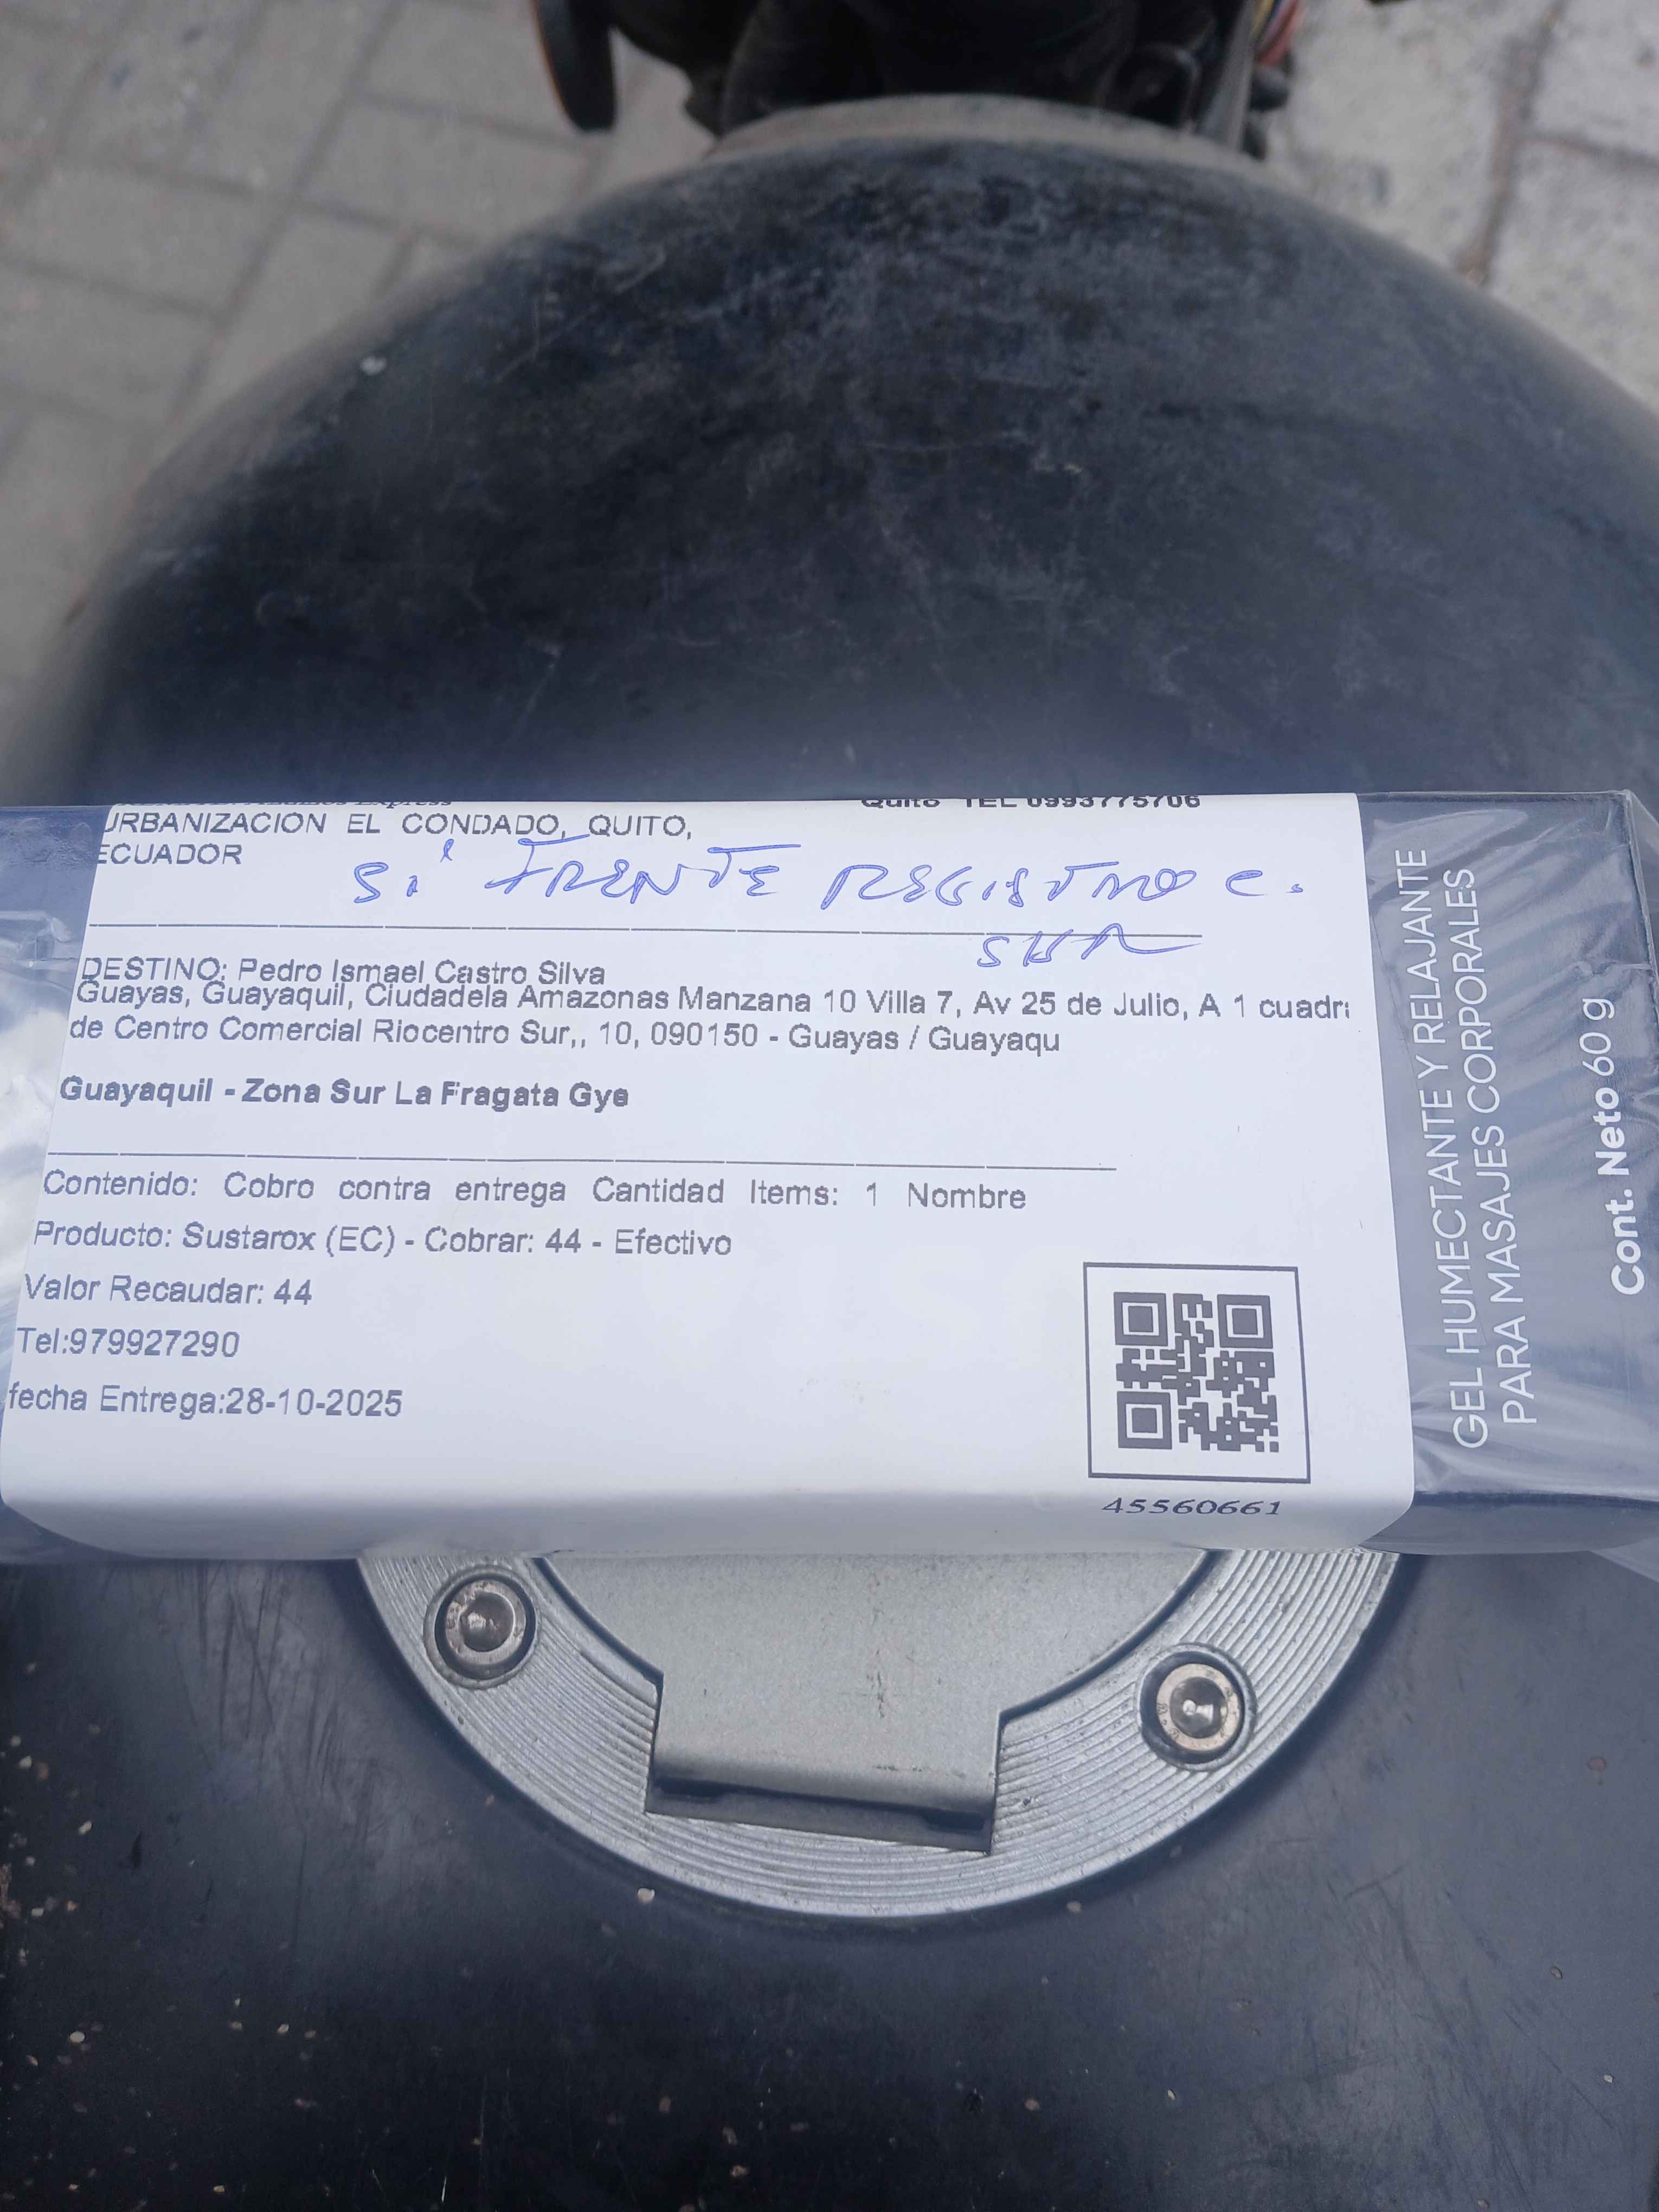 Express
Quito TEL 0993775706
URBANIZACION EL CONDADO, QUITO,
ECUADOR
Si FRENTE REGISTRO C.
SUR
DESTINO: Pedro Ismael Castro Silva
Guayas, Guayaquil, Ciudadela Amazonas Manzana 10 Villa 7, Av 25 de Julio, A 1 cuadr
de Centro Comercial Riocentro Sur,, 10, 090150 - Guayas / Guayaqu
Guayaquil - Zona Sur La Fragata Gye
Contenido: Cobro contra entrega Cantidad Items: 1 Nombre
Producto: Sustarox (EC) - Cobrar: 44 - Efectivo
Valor Recaudar: 44
Tel:979927290
fecha Entrega:28-10-2025
45560661
GEL HUMECTANTE Y RELAJANTE
PARA MASAJES CORPORALES
Cont. Neto 60 g